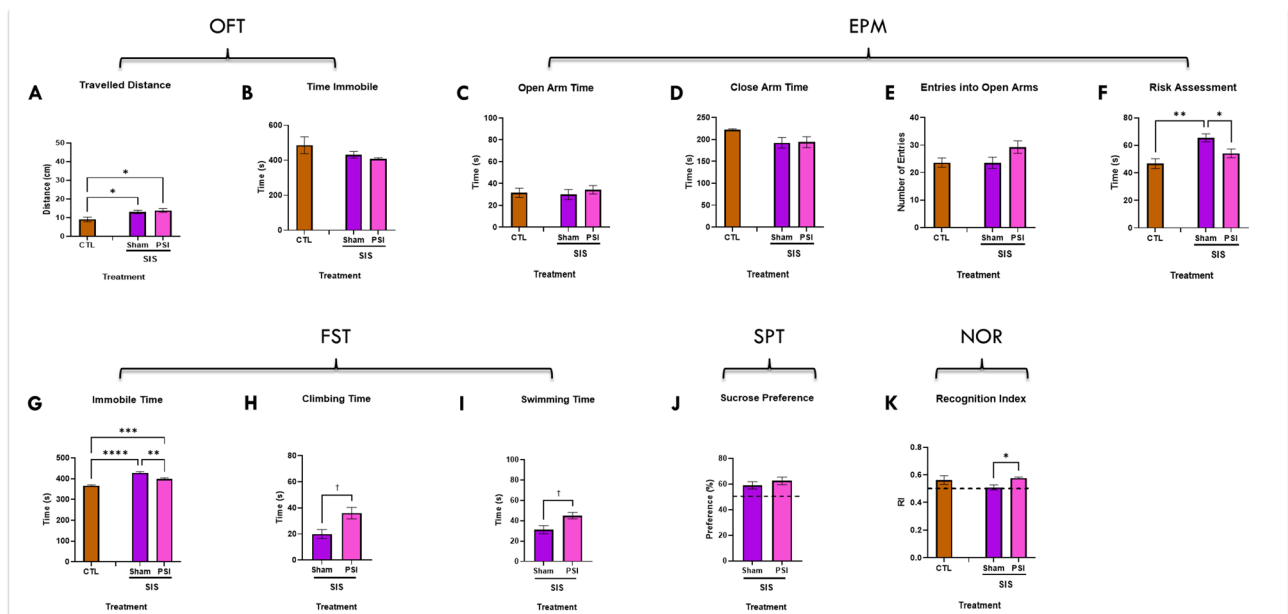 OFT
EPM
A
Travelled Distance
Distance (cm)
50
40
30
20
10
0
*
*
CTL
Sham
PSI
SIS
Treatment
B
Time Immobile
Time (s)
600
400
200
0
CTL
Sham
PSI
SIS
Treatment
C
Open Arm Time
Time (s)
100
80
60
40
20
0
CTL
Sham
PSI
SIS
Treatment
D
Close Arm Time
Time (s)
250
200
150
100
50
0
CTL
Sham
PSI
SIS
Treatment
E
Entries into Open Arms
Number of Entries
50
40
30
20
10
0
CTL
Sham
PSI
SIS
Treatment
F
Risk Assessment
Time (s)
80
60
40
20
0
**
*
CTL
Sham
PSI
SIS
Treatment
FST
SPT
NOR
G
Immobile Time
Time (s)
500
400
300
200
100
0
***
****
**
CTL
Sham
PSI
SIS
Treatment
H
Climbing Time
Time (s)
80
60
40
20
0
†
Sham
PSI
SIS
Treatment
I
Swimming Time
Time (s)
100
80
60
40
20
0
†
Sham
PSI
SIS
Treatment
J
Sucrose Preference
Preference (%)
100
80
60
40
20
0
Sham
PSI
SIS
Treatment
K
Recognition Index
RI
0.8
0.6
0.4
0.2
0.0
*
CTL
Sham
PSI
SIS
Treatment